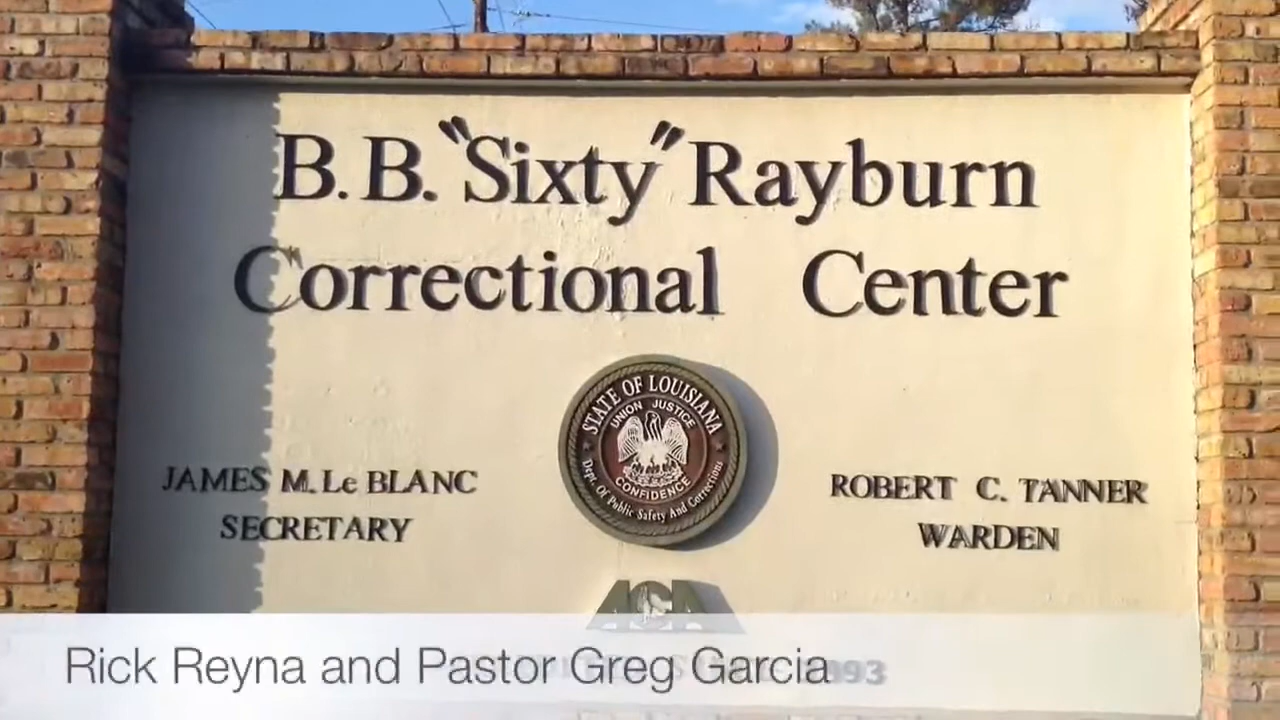 B. B. "Sixty" Rayburn
Correctional Center
STATE OF LOUISIANA
UNION JUSTICE
CONFIDENCE
Dept. Of Public Safety And Corrections
JAMES M. Le BLANC
SECRETARY
ROBERT C. TANNER
WARDEN
ACA
Rick Reyna and Pastor Greg Garcia